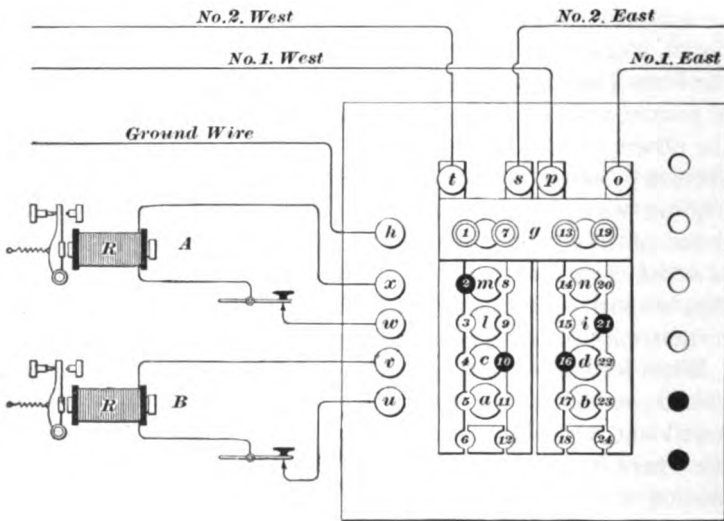 No. 2. West
No. 2. East
No. 1. West
No. 1. East
Ground Wire
t s p o
h
1 7 g 13 19
R A
x
2 m 8 14 n 20
w
3 l 9 15 i 21
v
4 c 10 16 d 22
R B
u
5 a 11 17 b 23
6 12 18 24